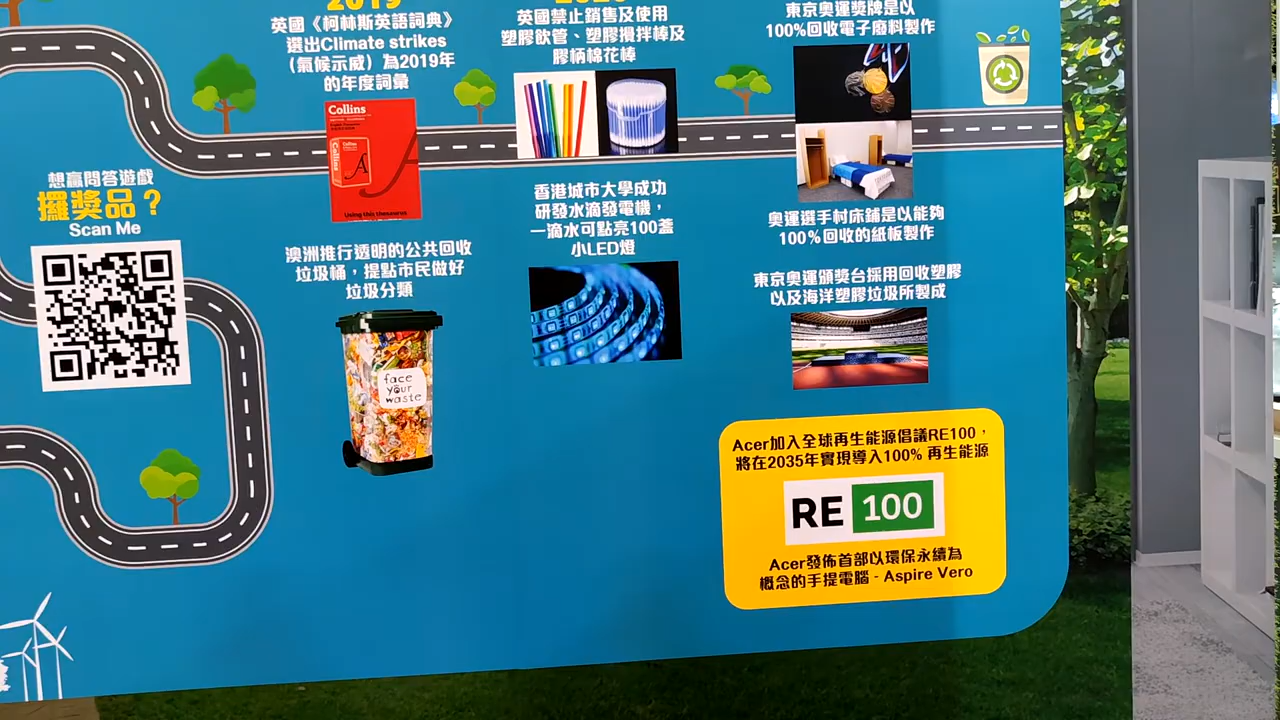 2019
英國《柯林斯英語詞典》
選出Climate strikes
（氣候示威）為2019年
的年度詞彙
Collins
Collins
A
Using this thesaurus
澳洲推行透明的公共回收
垃圾桶，提點市民做好
垃圾分類
face
your
waste
英國禁止銷售及使用
塑膠飲管、塑膠攪拌棒及
膠柄棉花棒
香港城市大學成功
研發水滴發電機，
一滴水可點亮100盞
小LED燈
東京奧運獎牌是以
100%回收電子廢料製作
奧運選手村床鋪是以能夠
100%回收的紙板製作
東京奧運頒獎台採用回收塑膠
以及海洋塑膠垃圾所製成
想贏問答遊戲
攞獎品？
Scan Me
Acer加入全球再生能源倡議RE100，
將在2035年實現導入100% 再生能源
RE 100
Acer發佈首部以環保永續為
概念的手提電腦 - Aspire Vero